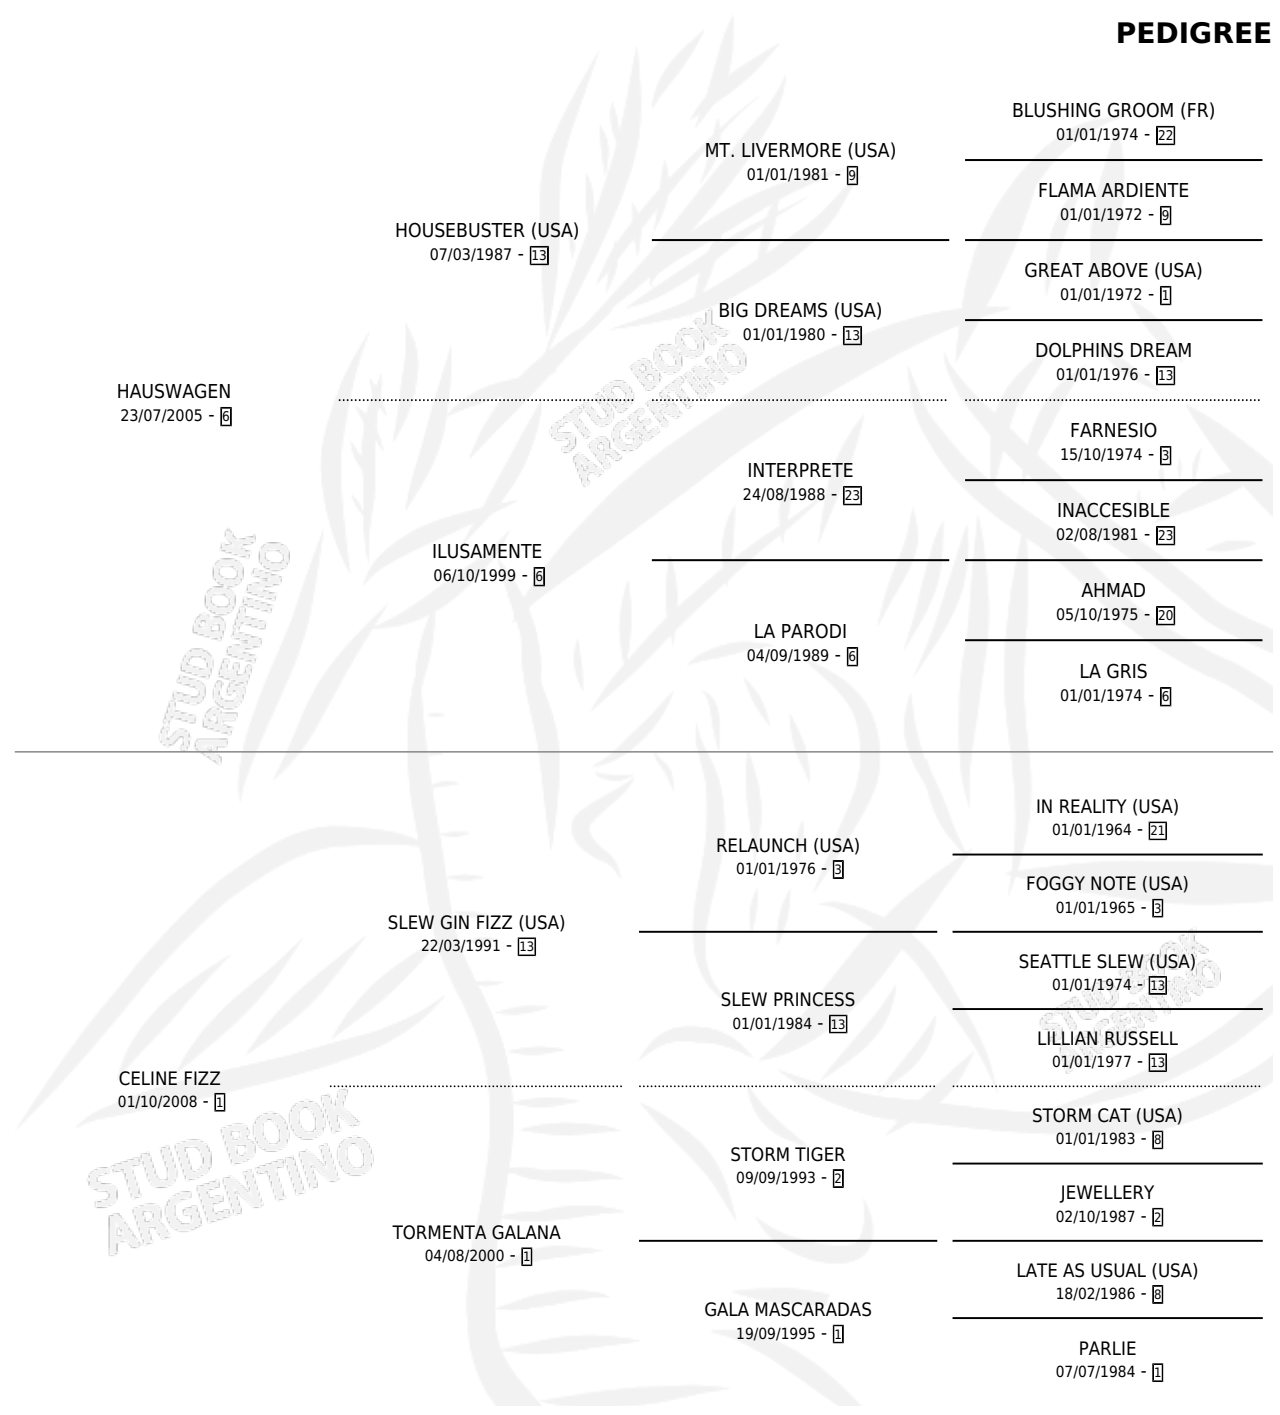 PEDIGREE
BLUSHING GROOM (FR)
01/01/1974 - 22
MT. LIVERMORE (USA)
01/01/1981 - 9
FLAMA ARDIENTE
01/01/1972 - 9
HOUSEBUSTER (USA)
07/03/1987 - 13
GREAT ABOVE (USA)
01/01/1972 - 1
BIG DREAMS (USA)
01/01/1980 - 13
DOLPHINS DREAM
01/01/1976 - 13
HAUSWAGEN
23/07/2005 - 6
STUD BOOK
ARGENTINO
FARNESIO
15/10/1974 - 3
INTERPRETE
24/08/1988 - 23
INACCESIBLE
02/08/1981 - 23
ILUSAMENTE
06/10/1999 - 6
AHMAD
05/10/1975 - 20
LA PARODI
04/09/1989 - 6
LA GRIS
01/01/1974 - 6
STUD BOOK
ARGENTINO
IN REALITY (USA)
01/01/1964 - 21
RELAUNCH (USA)
01/01/1976 - 3
FOGGY NOTE (USA)
01/01/1965 - 3
SLEW GIN FIZZ (USA)
22/03/1991 - 13
SEATTLE SLEW (USA)
01/01/1974 - 13
SLEW PRINCESS
01/01/1984 - 13
STUD BOOK
ARGENTINO
LILLIAN RUSSELL
01/01/1977 - 13
CELINE FIZZ
01/10/2008 - 1
STORM CAT (USA)
01/01/1983 - 8
STORM TIGER
09/09/1993 - 2
JEWELLERY
02/10/1987 - 2
STUD BOOK
ARGENTINO
TORMENTA GALANA
04/08/2000 - 1
LATE AS USUAL (USA)
18/02/1986 - 8
GALA MASCARADAS
19/09/1995 - 1
PARLIE
07/07/1984 - 1